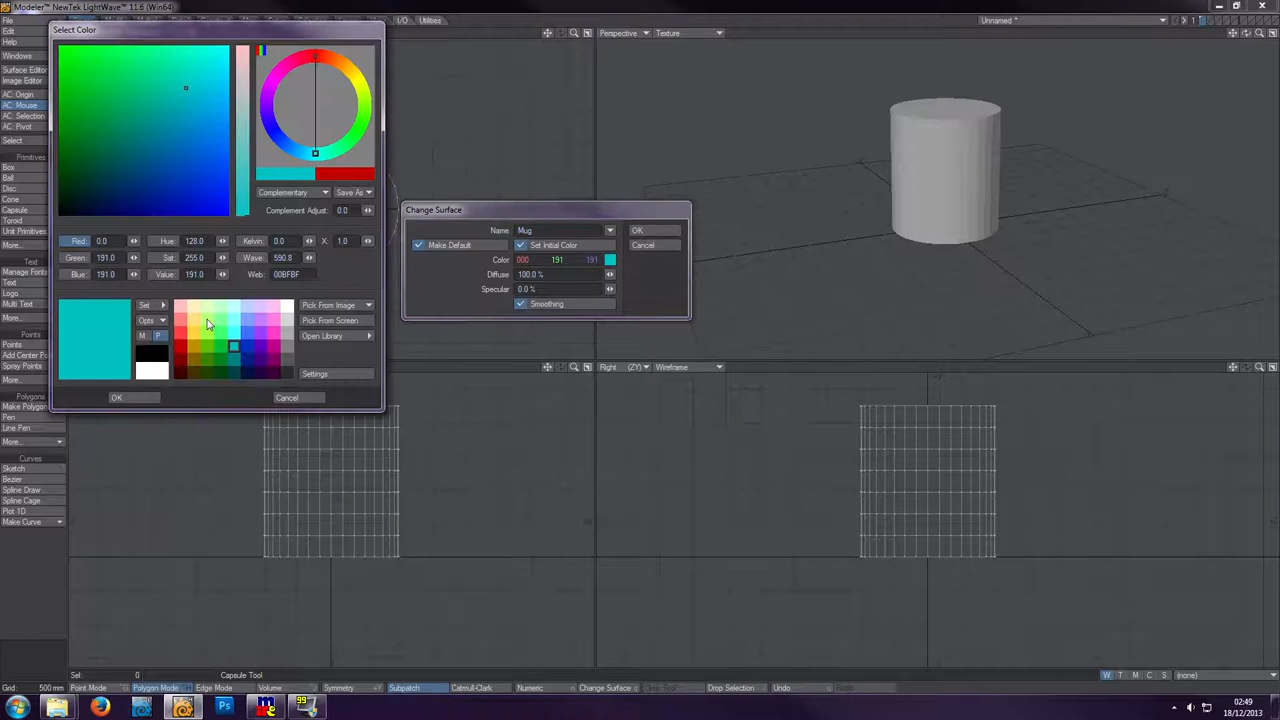 Modeler™ NewTek LightWave™ 11.6 (Win64)
File
I/O
Utilities
Unnamed *
Edit
Help
Windows
Surface Editor
Image Editor
AC. Origin
AC. Mouse
AC. Selection
AC. Pivot
Select
Primitives
Box
Ball
Disc
Cone
Capsule
Toroid
Unit Primitives
More...
Text
Manage Fonts
Text
Logo
Multi Text
More...
Points
Points
Add Center Po
Spray Points
More...
Polygons
Make Polygon
Pen
Line Pen
More...
Curves
Sketch
Bezier
Spline Draw
Spline Cage
Plot 1D
Make Curve
Select Color
Complementary
Save As
Complement Adjust: 0.0
Red: 0.0
Hue: 128.0
Kelvin: 0.0
X: 1.0
Green: 191.0
Sat: 255.0
Wave: 590.8
Blue: 191.0
Value: 191.0
Web: 00BFBF
Set
Opts
M P
Pick From Image
Pick From Screen
Open Library
Settings
OK
Cancel
Perspective
Texture
Change Surface
Name Mug
OK
Make Default
Set Initial Color
Cancel
Color 000 191 191
Diffuse 100.0 %
Specular 0.0 %
Smoothing
Right (ZY)
Wireframe
Sel: 0
Capsule Tool
W T M C S (none)
Grid: 500 mm
Point Mode
Polygon Mode
Edge Mode
Volume
Symmetry
Subpatch
Catmull-Clark
Numeric
Change Surface q
Drop Tool
Drop Selection
Undo
Ps
99
02:49
18/12/2013